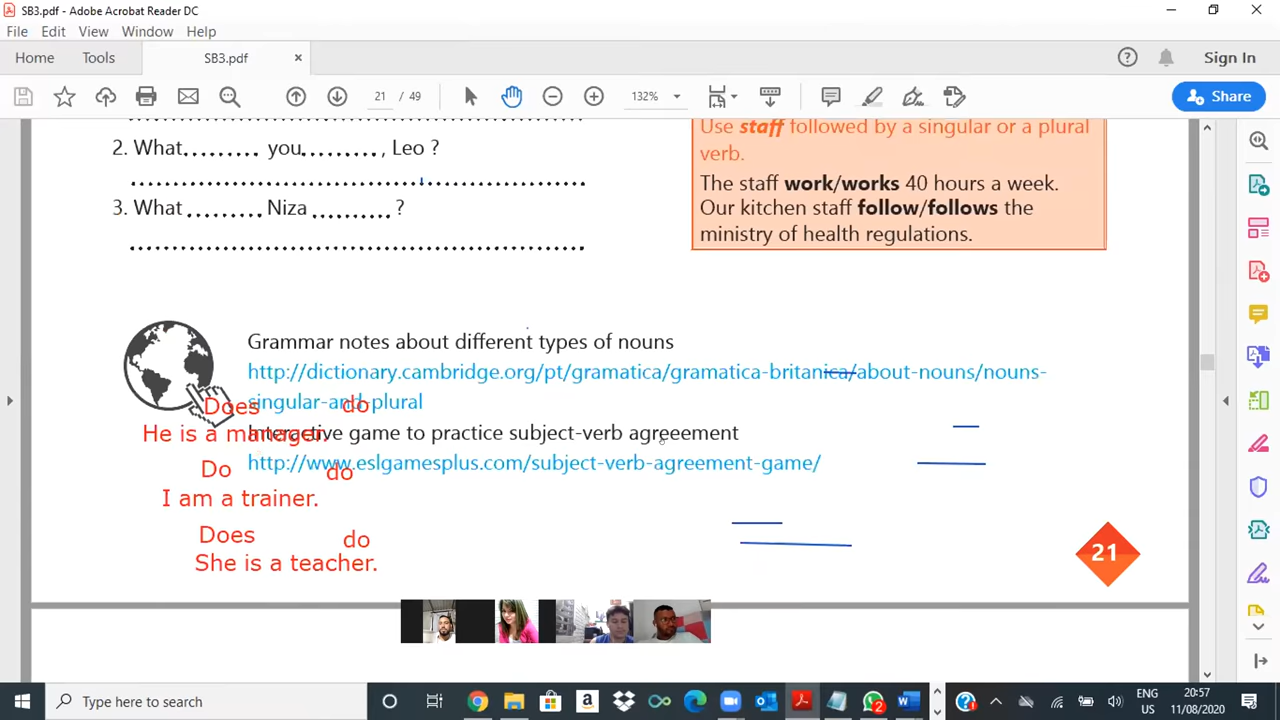 SB3.pdf - Adobe Acrobat Reader DC
File Edit View Window Help
Home Tools SB3.pdf × ? Sign In
21 / 49 132% Share
Use staff followed by a singular or a plural
verb.
The staff work/works 40 hours a week.
Our kitchen staff follow/follows the
ministry of health regulations.
2. What......... you........., Leo ?
3. What ......... Niza ......... ?
Grammar notes about different types of nouns
http://dictionary.cambridge.org/pt/gramatica/gramatica-britanica/about-nouns/nouns-
singular-and-plural
Does do
Interactive game to practice subject-verb agreeement
He is a manager.
http://www.eslgamesplus.com/subject-verb-agreement-game/
Do do
I am a trainer.
Does do
She is a teacher.
21
Type here to search
ENG
US
20:57
11/08/2020
2